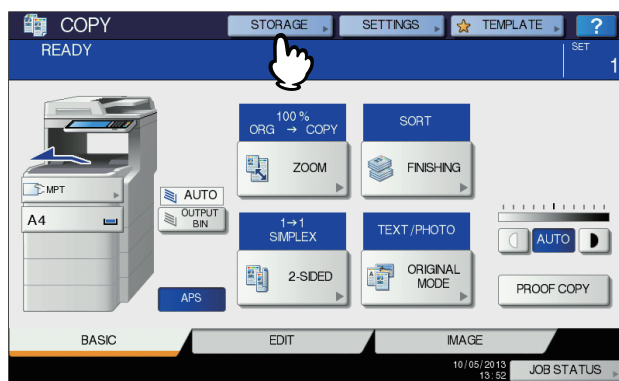 COPY
STORAGE
SETTINGS
TEMPLATE
?
READY
SET
1
100 %
ORG → COPY
ZOOM
SORT
FINISHING
MPT
A4
AUTO
OUTPUT
BIN
APS
1→1
SIMPLEX
2-SIDED
TEXT/PHOTO
ORIGINAL
MODE
AUTO
PROOF COPY
BASIC
EDIT
IMAGE
10/05/2013
13:52
JOB STATUS